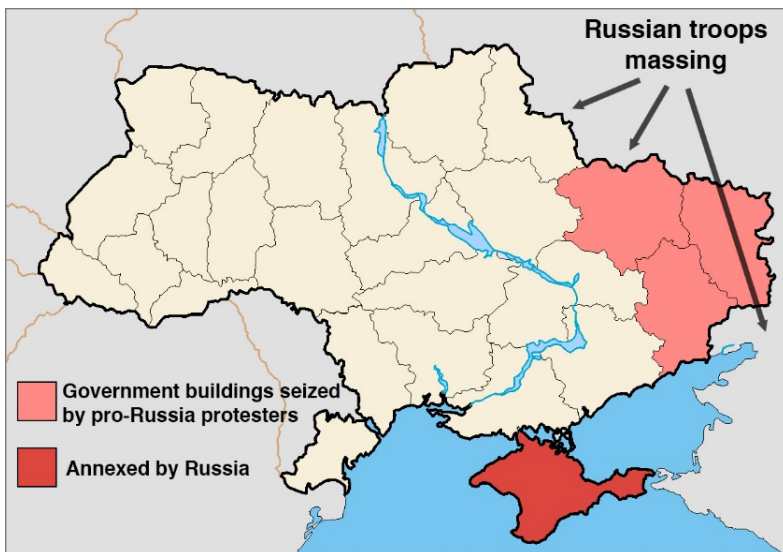 Russian troops
massing
Government buildings seized
by pro-Russia protesters
Annexed by Russia